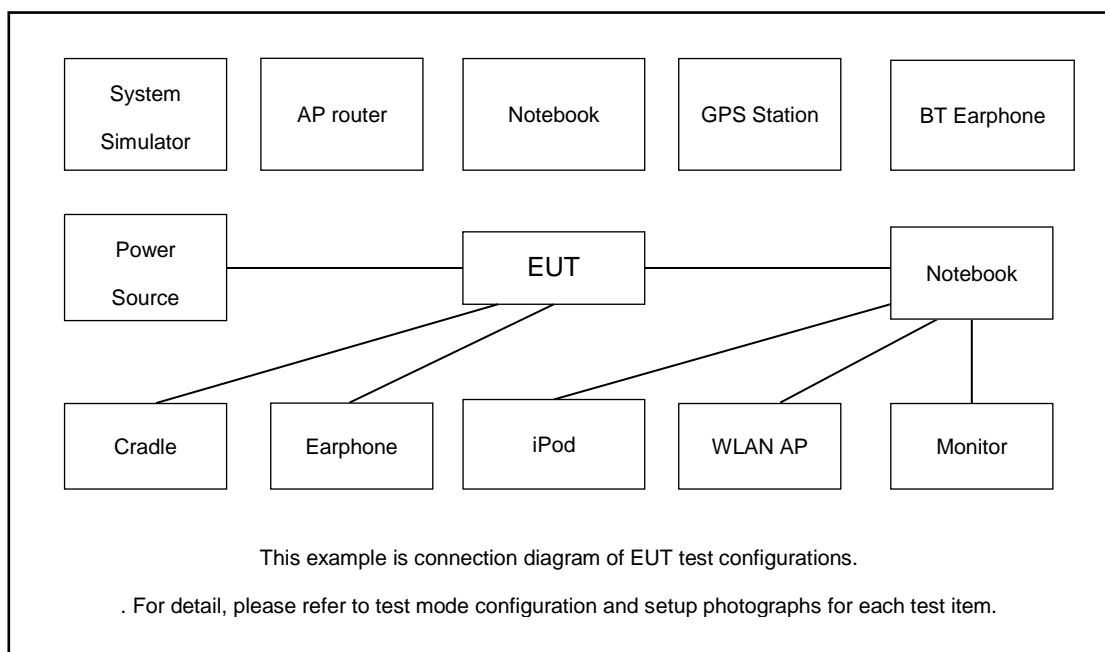 System
Simulator
AP router
Notebook
GPS Station
BT Earphone
Power
Source
EUT
Notebook
Cradle
Earphone
iPod
WLAN AP
Monitor
This example is connection diagram of EUT test configurations.
. For detail, please refer to test mode configuration and setup photographs for each test item.